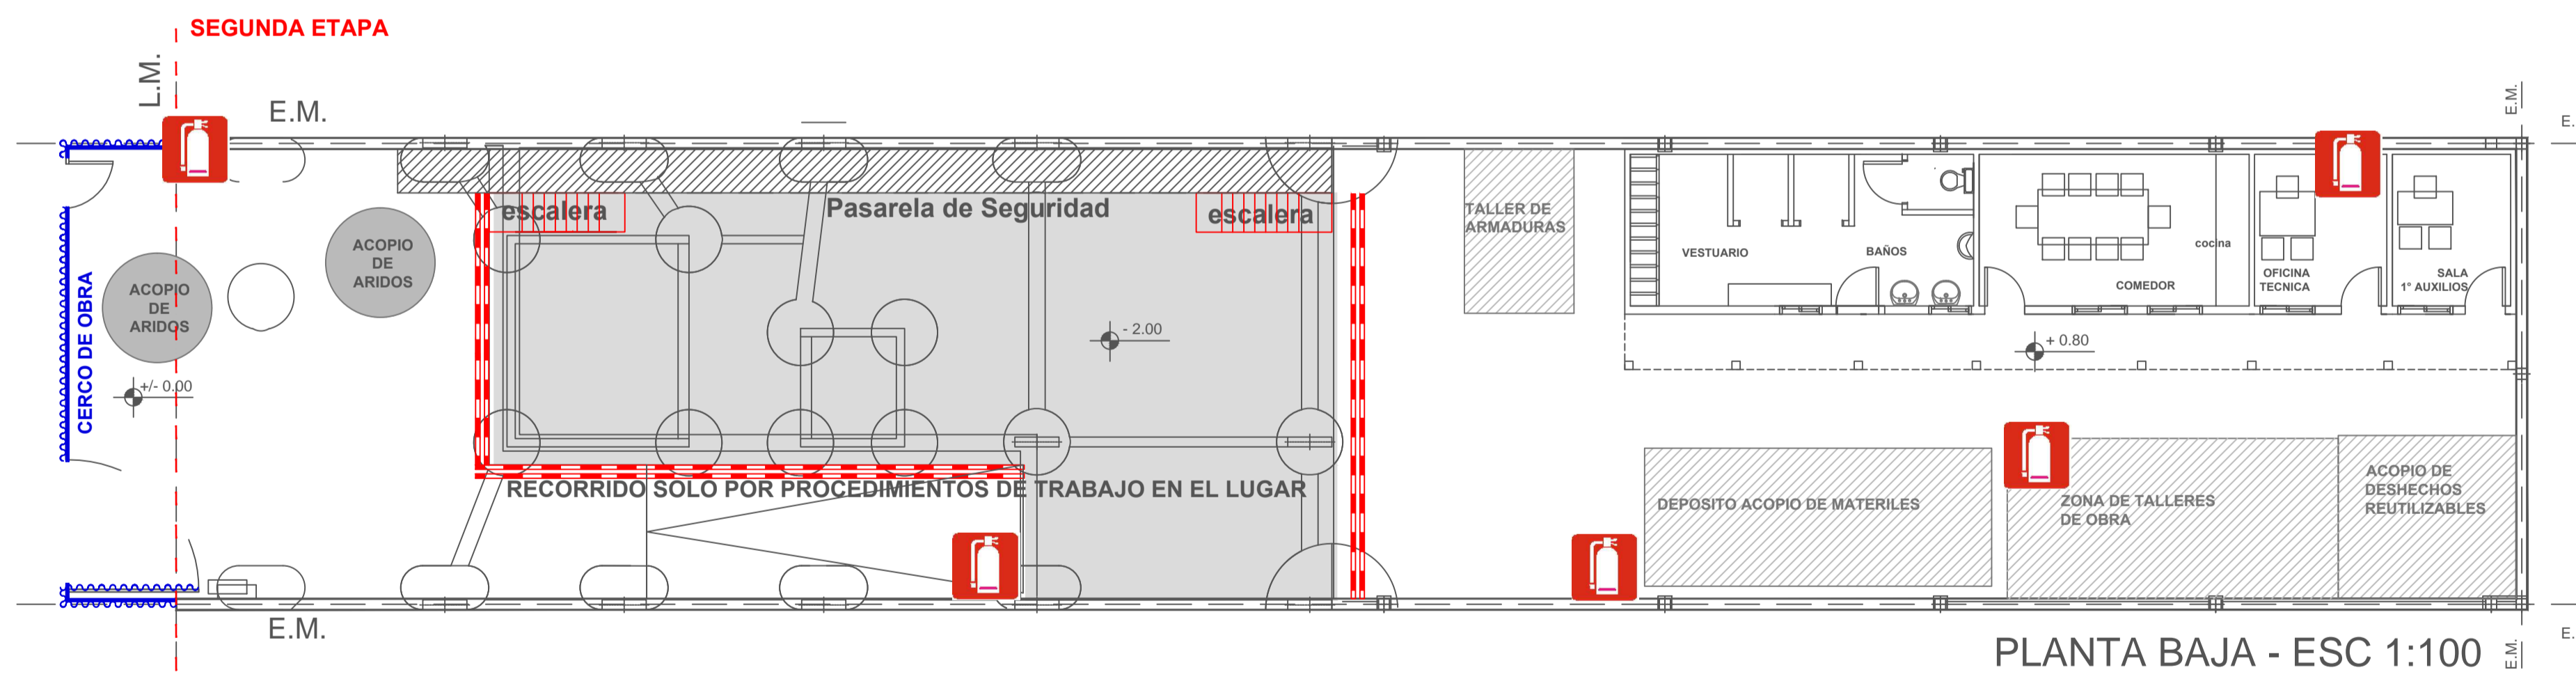 SEGUNDA ETAPA
L.M.
E.M.
E.M.
E.
escalera
Pasarela de Seguridad
escalera
TALLER DE
ARMADURAS
VESTUARIO
BAÑOS
COMEDOR
cocina
OFICINA
TECNICA
SALA
1° AUXILIOS
ACOPIO
DE
ARIDOS
ACOPIO
DE
ARIDOS
CERCO DE OBRA
+/- 0.00
- 2.00
+ 0.80
RECORRIDO SOLO POR PROCEDIMIENTOS DE TRABAJO EN EL LUGAR
DEPOSITO ACOPIO DE MATERILES
ZONA DE TALLERES
DE OBRA
ACOPIO DE
DESHECHOS
REUTILIZABLES
E.M.
E.M.
E.
PLANTA BAJA - ESC 1:100